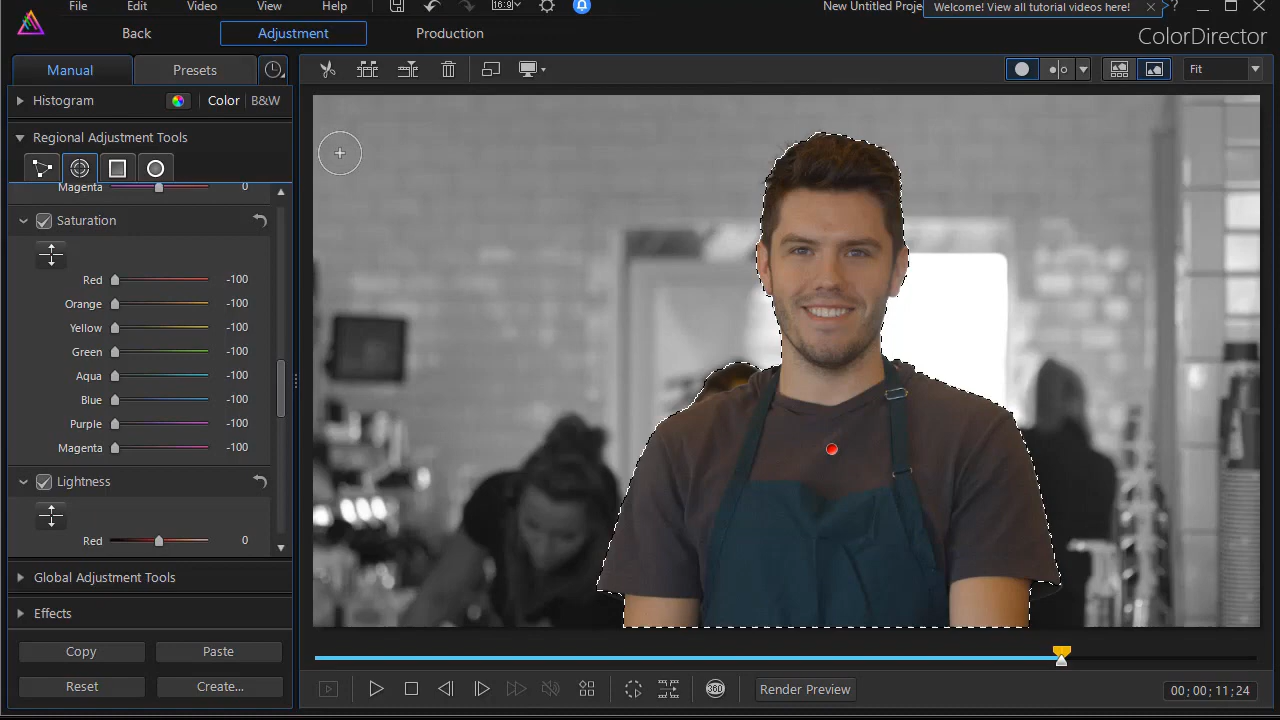 File Edit Video View Help 16:9 New Untitled Proje Welcome! View all tutorial videos here! ?
Back Adjustment Production ColorDirector
Manual Presets Fit
Histogram Color B&W
Regional Adjustment Tools
Magenta 0
Saturation
Red -100
Orange -100
Yellow -100
Green -100
Aqua -100
Blue -100
Purple -100
Magenta -100
Lightness
Red 0
Global Adjustment Tools
Effects
Copy Paste
Reset Create...
360 Render Preview 00;00;11;24